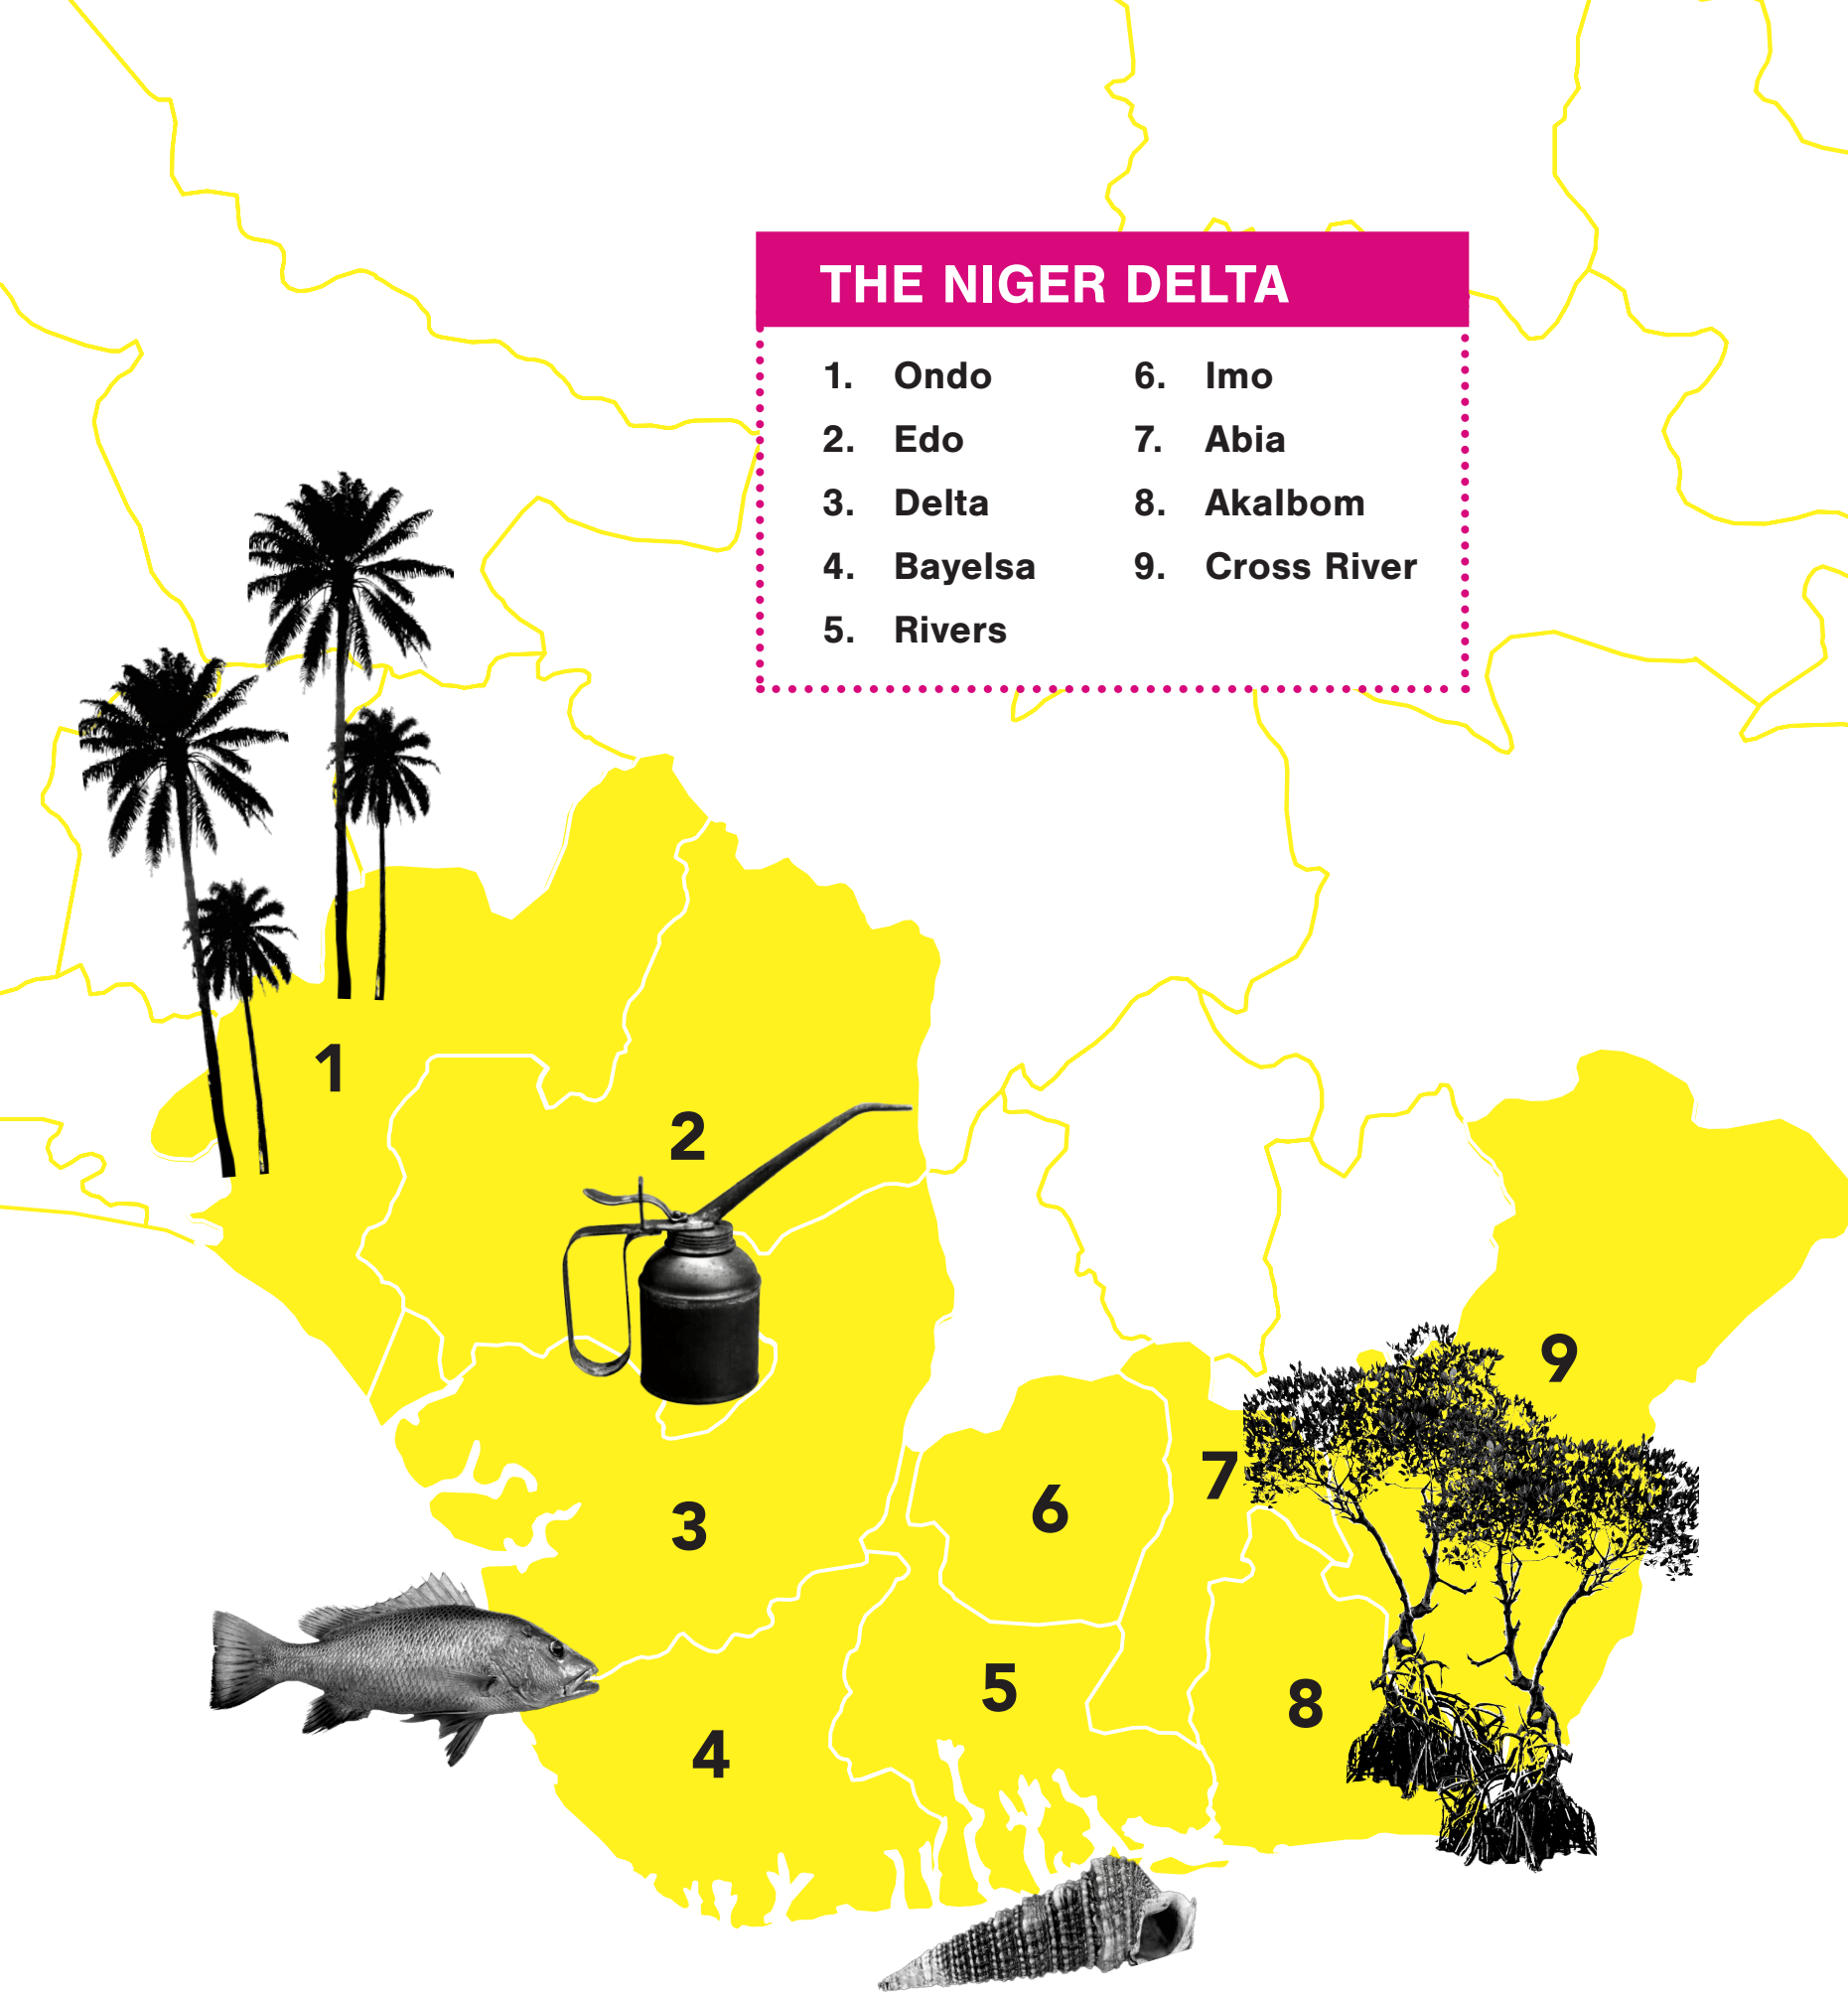 THE NIGER DELTA
1. Ondo
2. Edo
3. Delta
4. Bayelsa
5. Rivers
6. Imo
7. Abia
8. Akalbom
9. Cross River
1
2
3
4
5
6
7
8
9